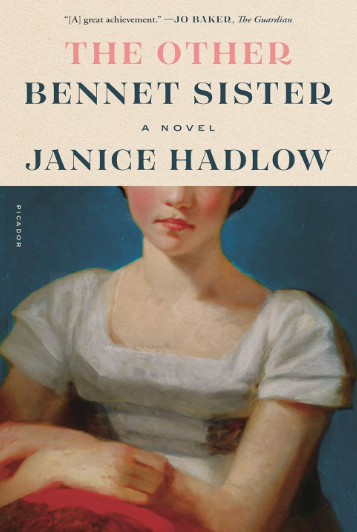 "[A] great achievement." —JO BAKER, The Guardian
THE OTHER
BENNET SISTER
A NOVEL
JANICE HADLOW
PICADOR